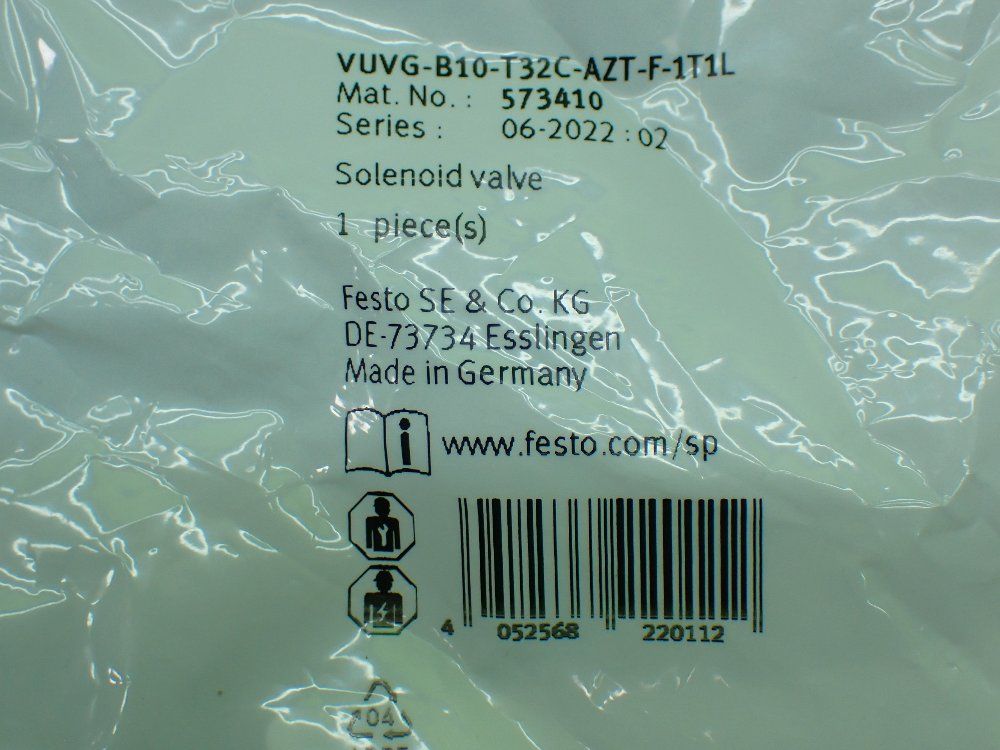 VUVG-B10-T32C-AZT-F-1T1L
Mat. No. : 573410
Series : 06-2022 : 02
Solenoid valve
1 piece(s)
Festo SE & Co. KG
DE-73734 Esslingen
Made in Germany
www.festo.com/sp
4 052568 220112
04